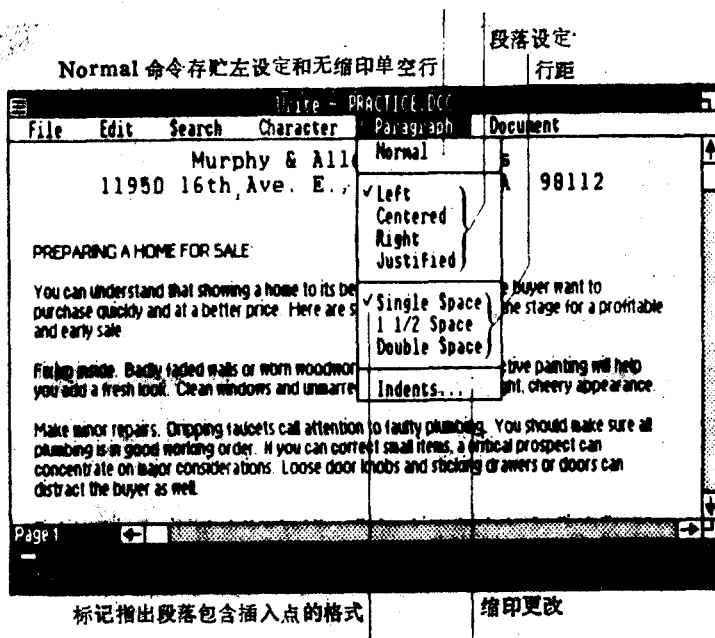 段落设定
Normal 命令存贮左设定和无缩印单空行
行距
Write - PRACTICE.DOC
File Edit Search Character Paragraph Document
Murphy & All s
11950 16th Ave. E., A 98112
Normal
✓Left
Centered
Right
Justified
✓Single Space
1 1/2 Space
Double Space
Indents...
PREPARING A HOME FOR SALE
You can understand that showing a home to its be e buyer want to
purchase quickly and at a better price. Here are s the stage for a profitable
and early sale
Fixing inside. Badly faded walls or worn woodwor ctive painting will help
you add a fresh look. Clean windows and unmarre ght, cheery appearance.
Make minor repairs. Dripping faucets call attention to faulty plumbing. You should make sure all
plumbing is in good working order. If you can correct small items, a critical prospect can
concentrate on major considerations. Loose door knobs and sticking drawers or doors can
distract the buyer as well.
Page 1
标记指出段落包含插入点的格式
缩印更改